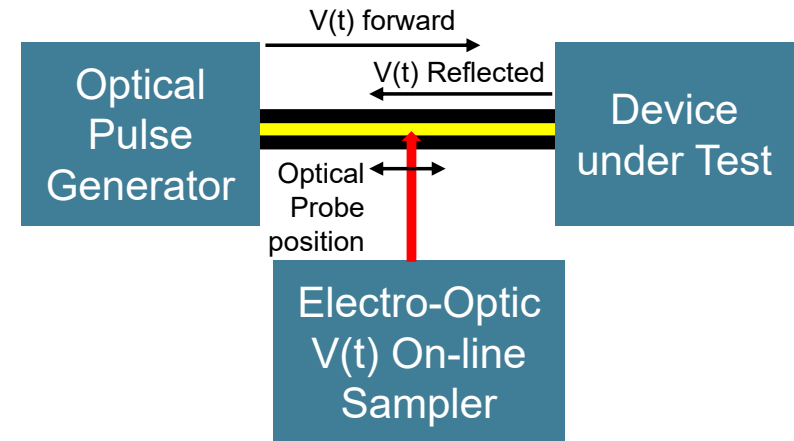 V(t) forward
V(t) Reflected
Optical
Pulse
Generator
Device
under Test
Optical
Probe
position
Electro-Optic
V(t) On-line
Sampler